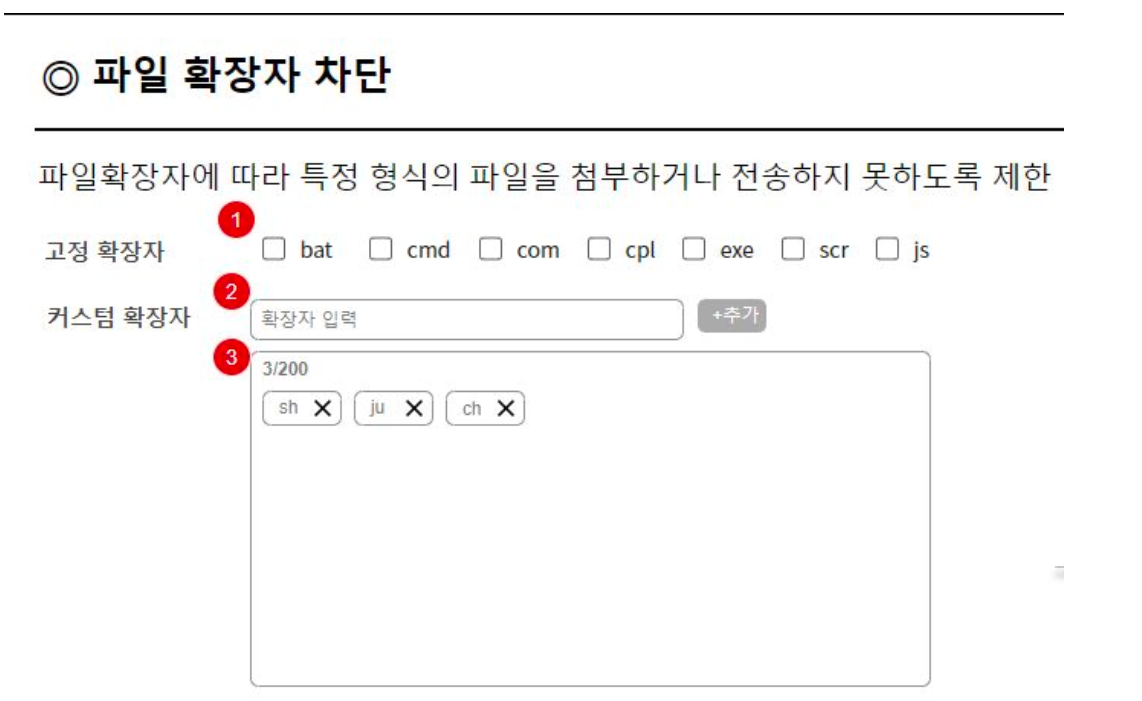 ◎ 파일 확장자 차단
파일확장자에 따라 특정 형식의 파일을 첨부하거나 전송하지 못하도록 제한
1
고정 확장자 bat cmd com cpl exe scr js
2
커스텀 확장자 확장자 입력 +추가
3
3/200
sh X ju X ch X